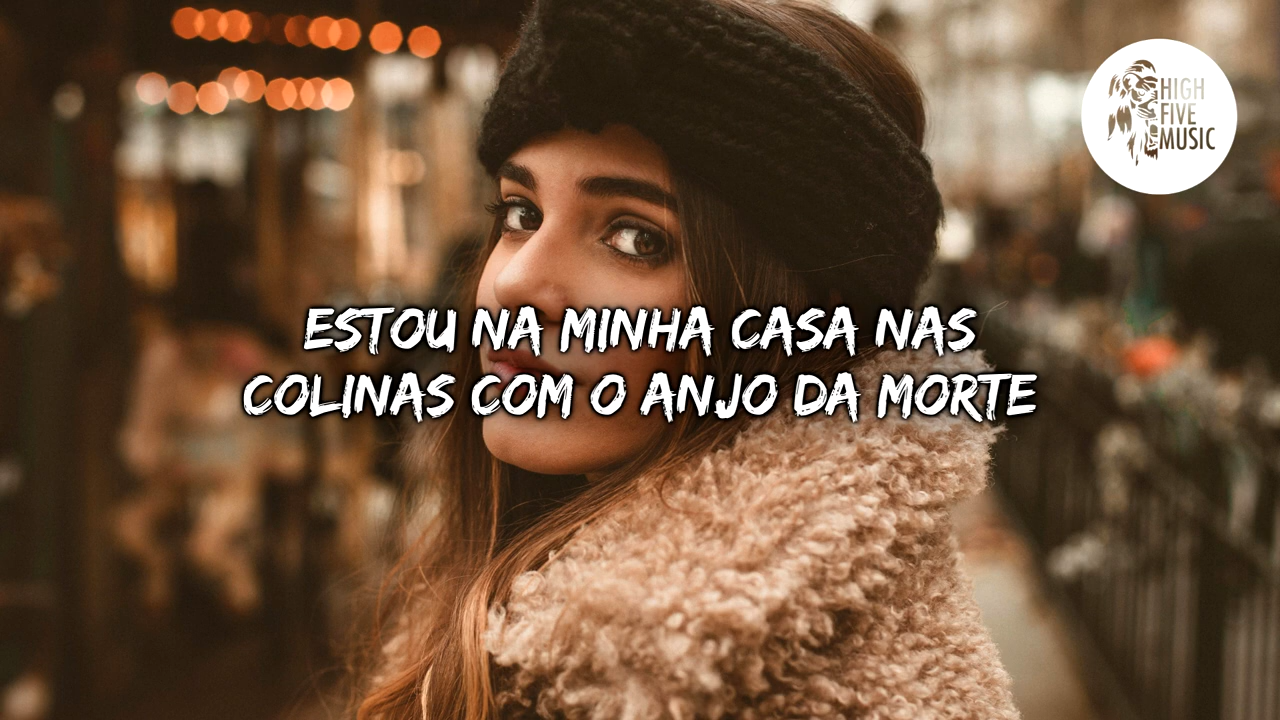 HIGH
FIVE
MUSIC
ESTOU NA MINHA CASA NAS
COLINAS COM O ANJO DA MORTE